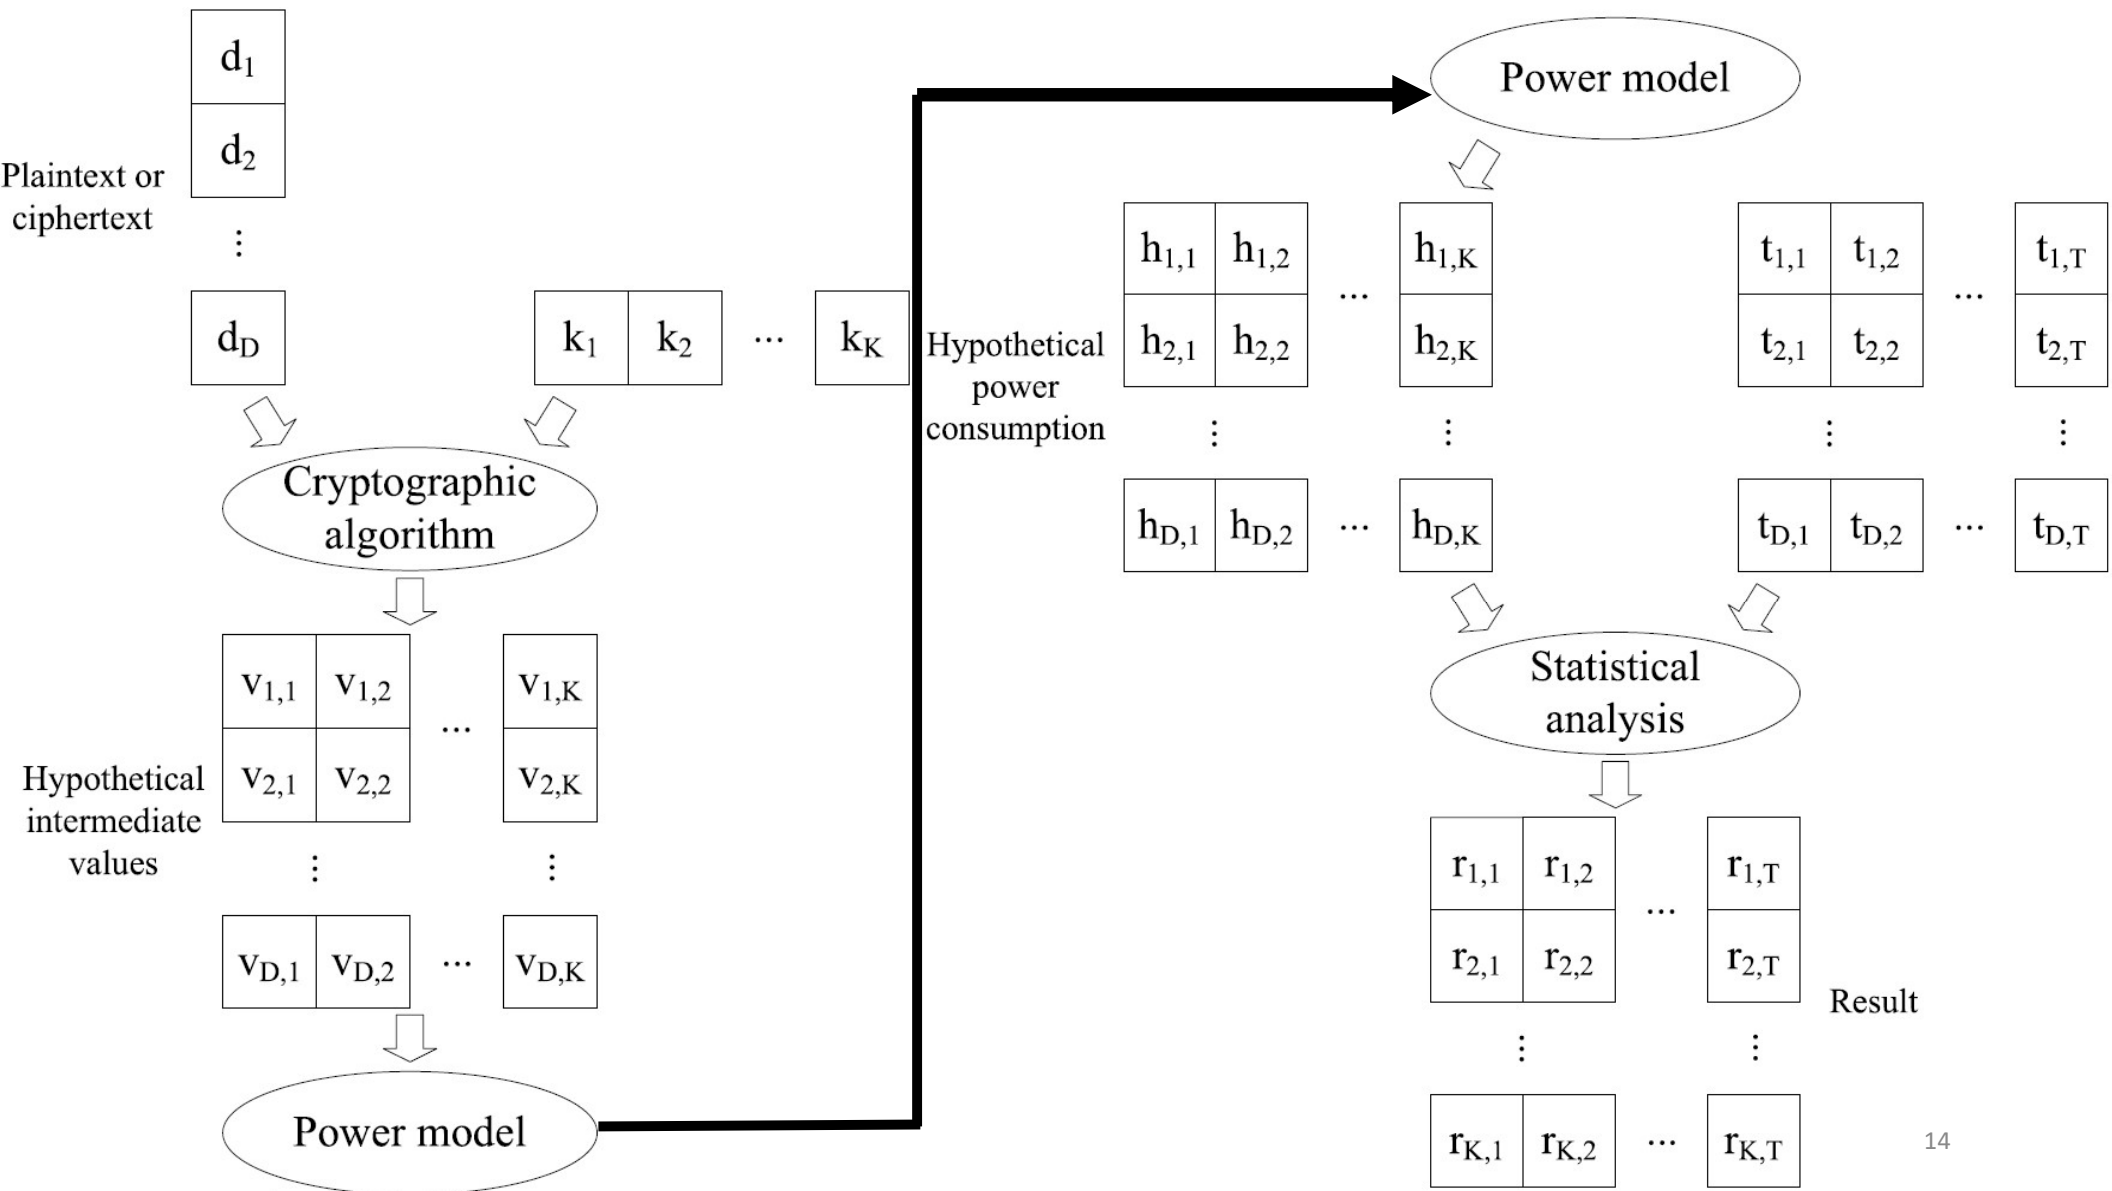 d1
d2
⋮
dD
Plaintext or
ciphertext
k1 k2 ... kK
Cryptographic
algorithm
v1,1 v1,2 ... v1,K
v2,1 v2,2 v2,K
⋮ ⋮
vD,1 vD,2 ... vD,K
Hypothetical
intermediate
values
Power model
Power model
h1,1 h1,2 ... h1,K
h2,1 h2,2 h2,K
⋮ ⋮
hD,1 hD,2 ... hD,K
Hypothetical
power
consumption
t1,1 t1,2 ... t1,T
t2,1 t2,2 t2,T
⋮ ⋮
tD,1 tD,2 ... tD,T
Statistical
analysis
r1,1 r1,2 ... r1,T
r2,1 r2,2 r2,T
⋮ ⋮
rK,1 rK,2 ... rK,T
Result
14